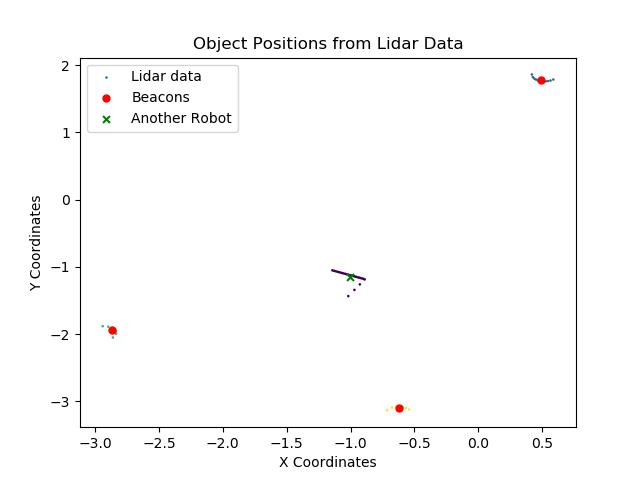 Object Positions from Lidar Data
Lidar data
Beacons
Another Robot
Y Coordinates
2
1
0
−1
−2
−3
−3.0 −2.5 −2.0 −1.5 −1.0 −0.5 0.0 0.5
X Coordinates